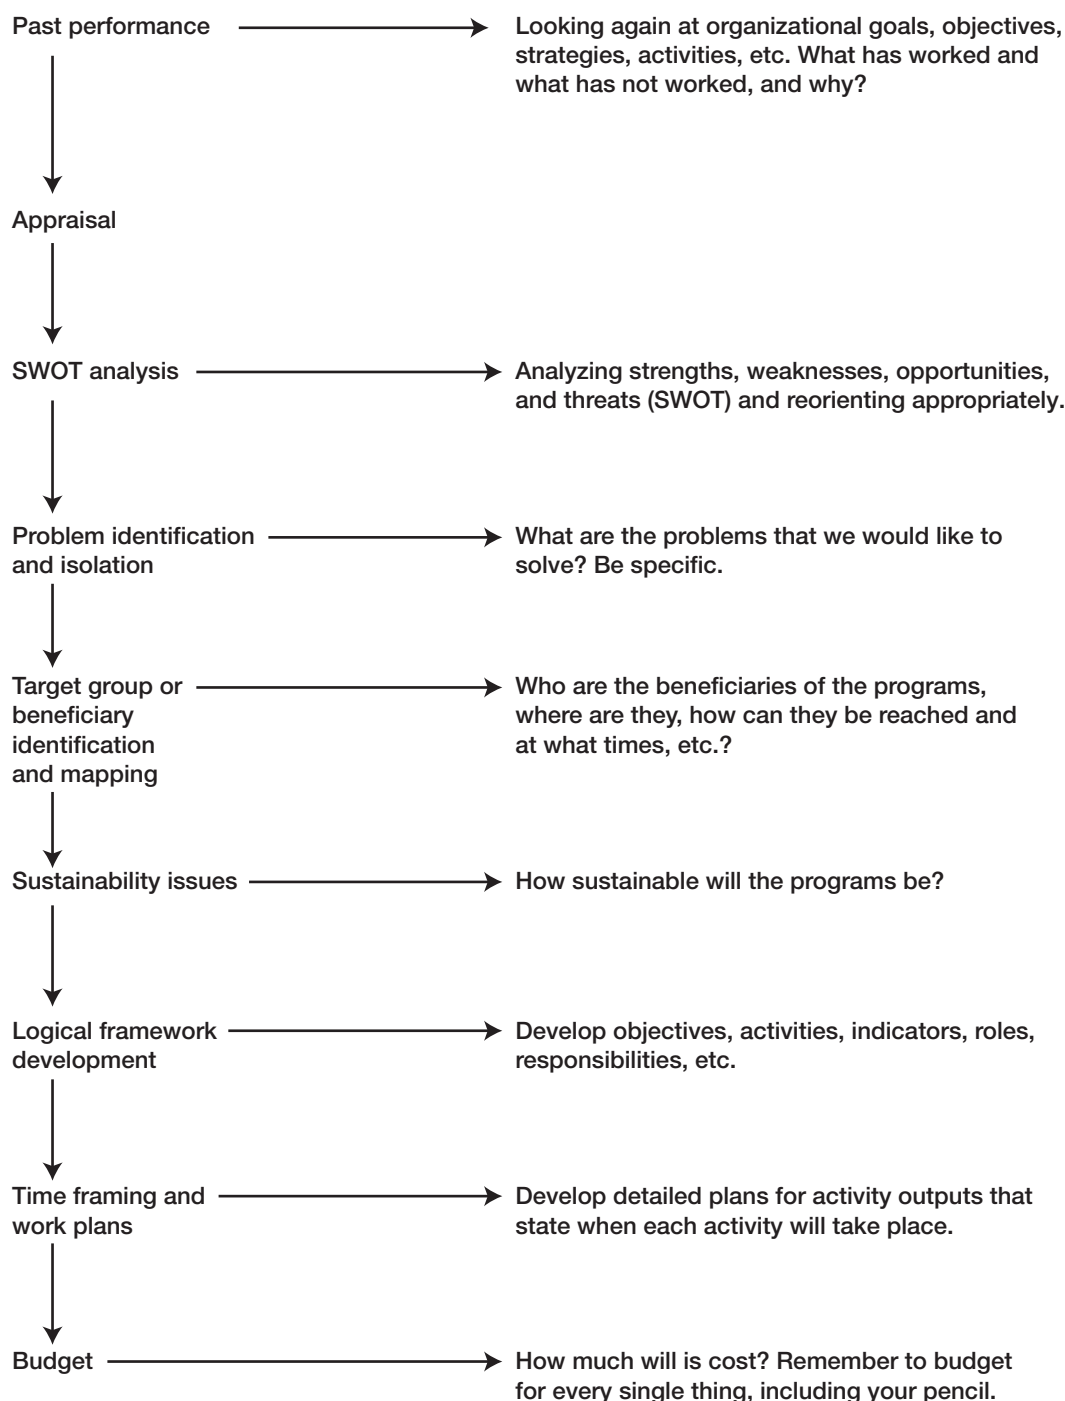 Past performance
Looking again at organizational goals, objectives,
strategies, activities, etc. What has worked and
what has not worked, and why?
Appraisal
SWOT analysis
Analyzing strengths, weaknesses, opportunities,
and threats (SWOT) and reorienting appropriately.
Problem identification
and isolation
What are the problems that we would like to
solve? Be specific.
Target group or
beneficiary
identification
and mapping
Who are the beneficiaries of the programs,
where are they, how can they be reached and
at what times, etc.?
Sustainability issues
How sustainable will the programs be?
Logical framework
development
Develop objectives, activities, indicators, roles,
responsibilities, etc.
Time framing and
work plans
Develop detailed plans for activity outputs that
state when each activity will take place.
Budget
How much will is cost? Remember to budget
for every single thing, including your pencil.